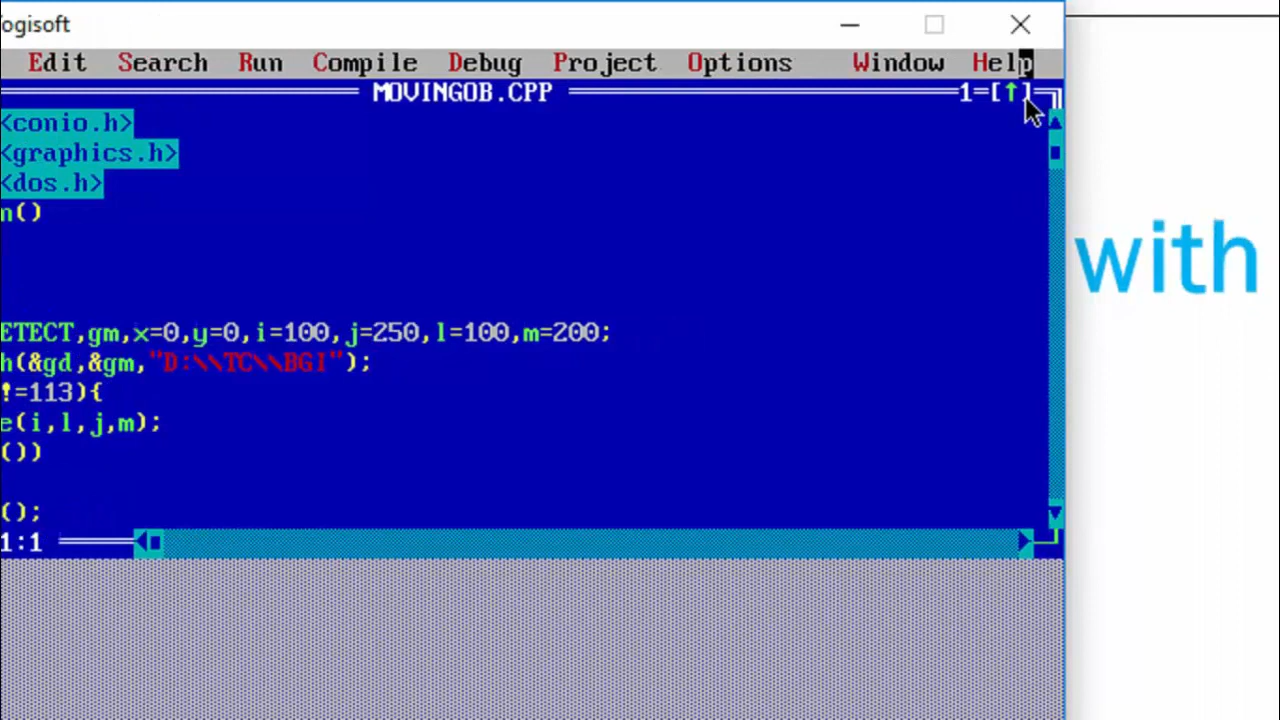 ogisoft
Edit Search Run Compile Debug Project Options Window Help
MOVINGOB.CPP 1=[↑]
<conio.h>
<graphics.h>
<dos.h>
n()
with
ETECT,gm,x=0,y=0,i=100,j=250,l=100,m=200;
h(&gd,&gm,"D:\\TC\\BGI");
!=113){
e(i,l,j,m);
())
();
1:1